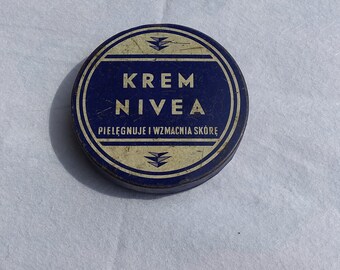 KREM
NIVEA
PIELĘGNUJE I WZMACNIA SKÓRĘ